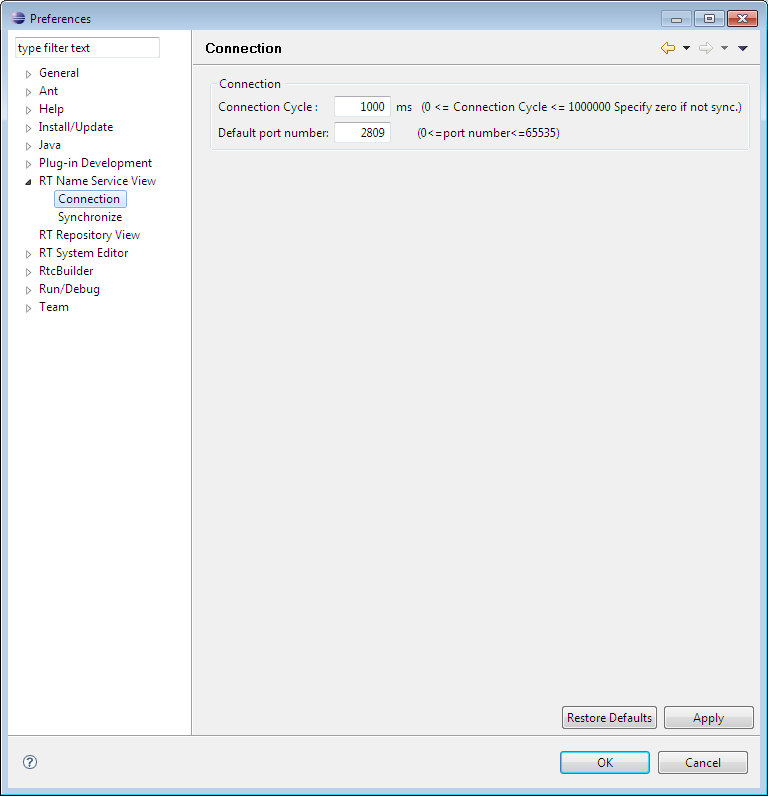 Preferences
type filter text
General
Ant
Help
Install/Update
Java
Plug-in Development
RT Name Service View
Connection
Synchronize
RT Repository View
RT System Editor
RtcBuilder
Run/Debug
Team
Connection
Connection
Connection Cycle : 1000 ms (0 <= Connection Cycle <= 1000000 Specify zero if not sync.)
Default port number: 2809 (0<=port number<=65535)
Restore Defaults Apply
? OK Cancel